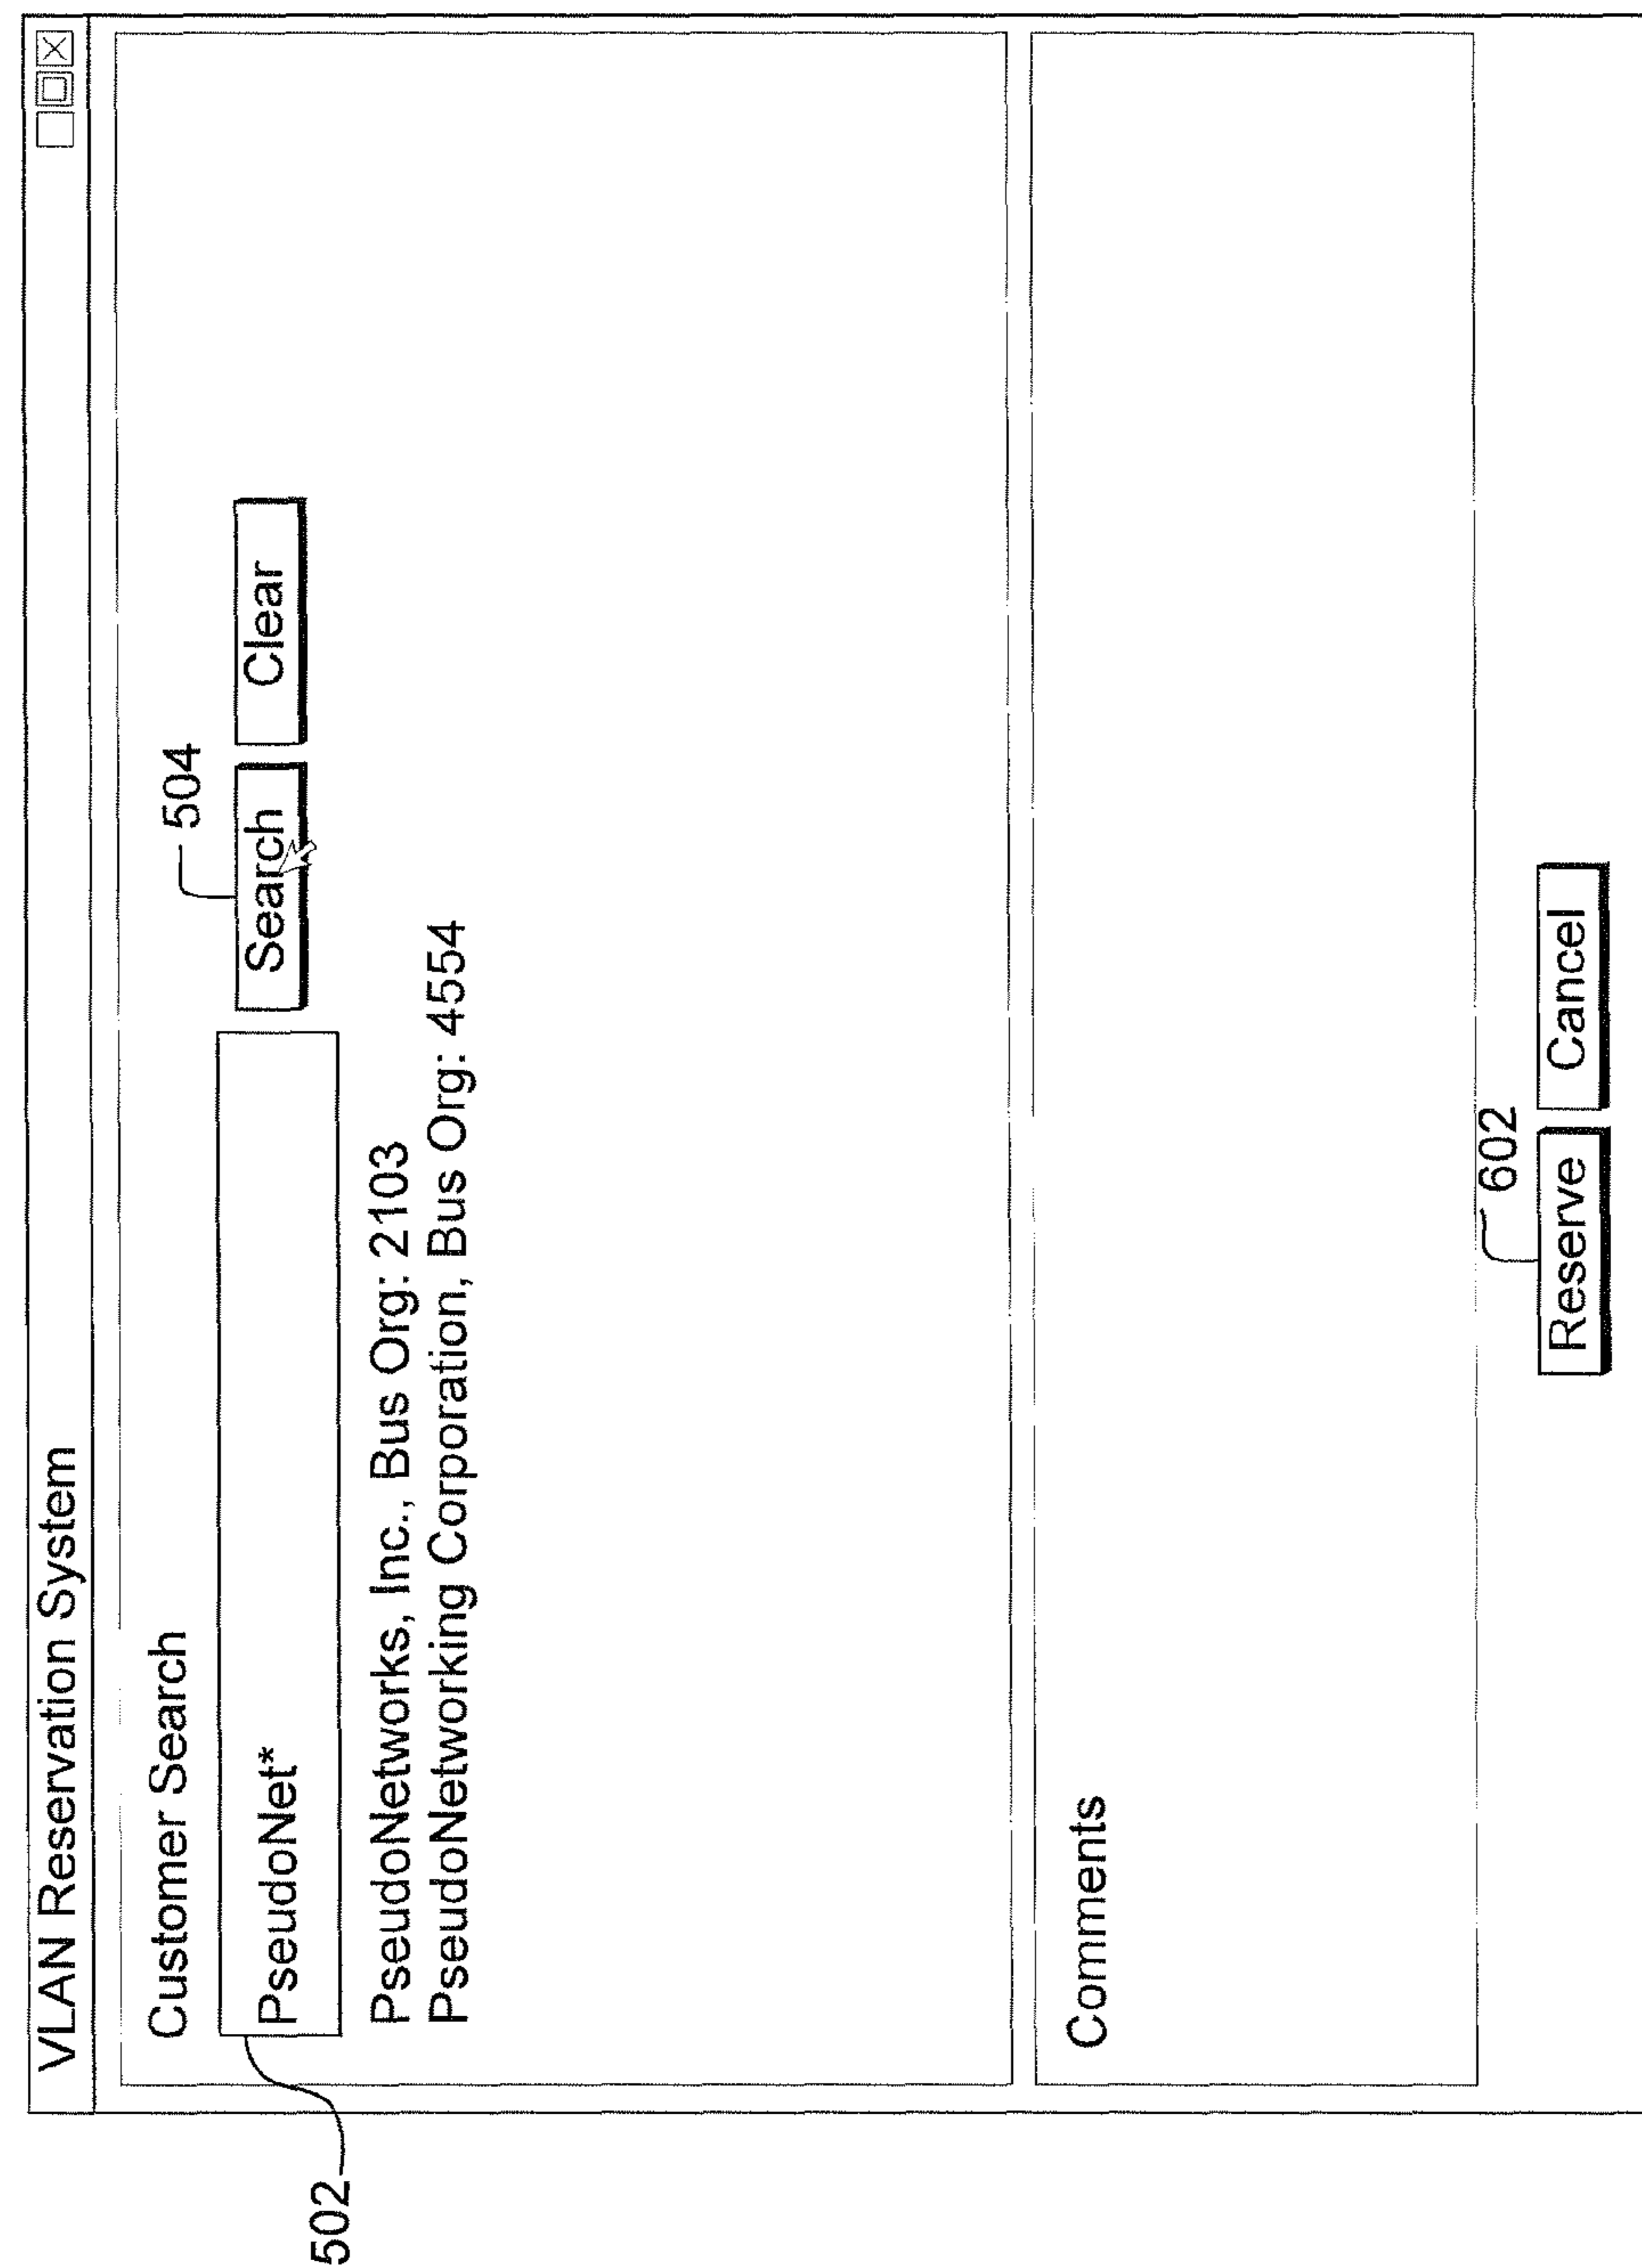 VLAN Reservation System
Customer Search
504
502
PseudoNet*
Search
Clear
PseudoNetworks, Inc., Bus Org: 2103
PseudoNetworking Corporation, Bus Org: 4554
Comments
602
Reserve
Cancel